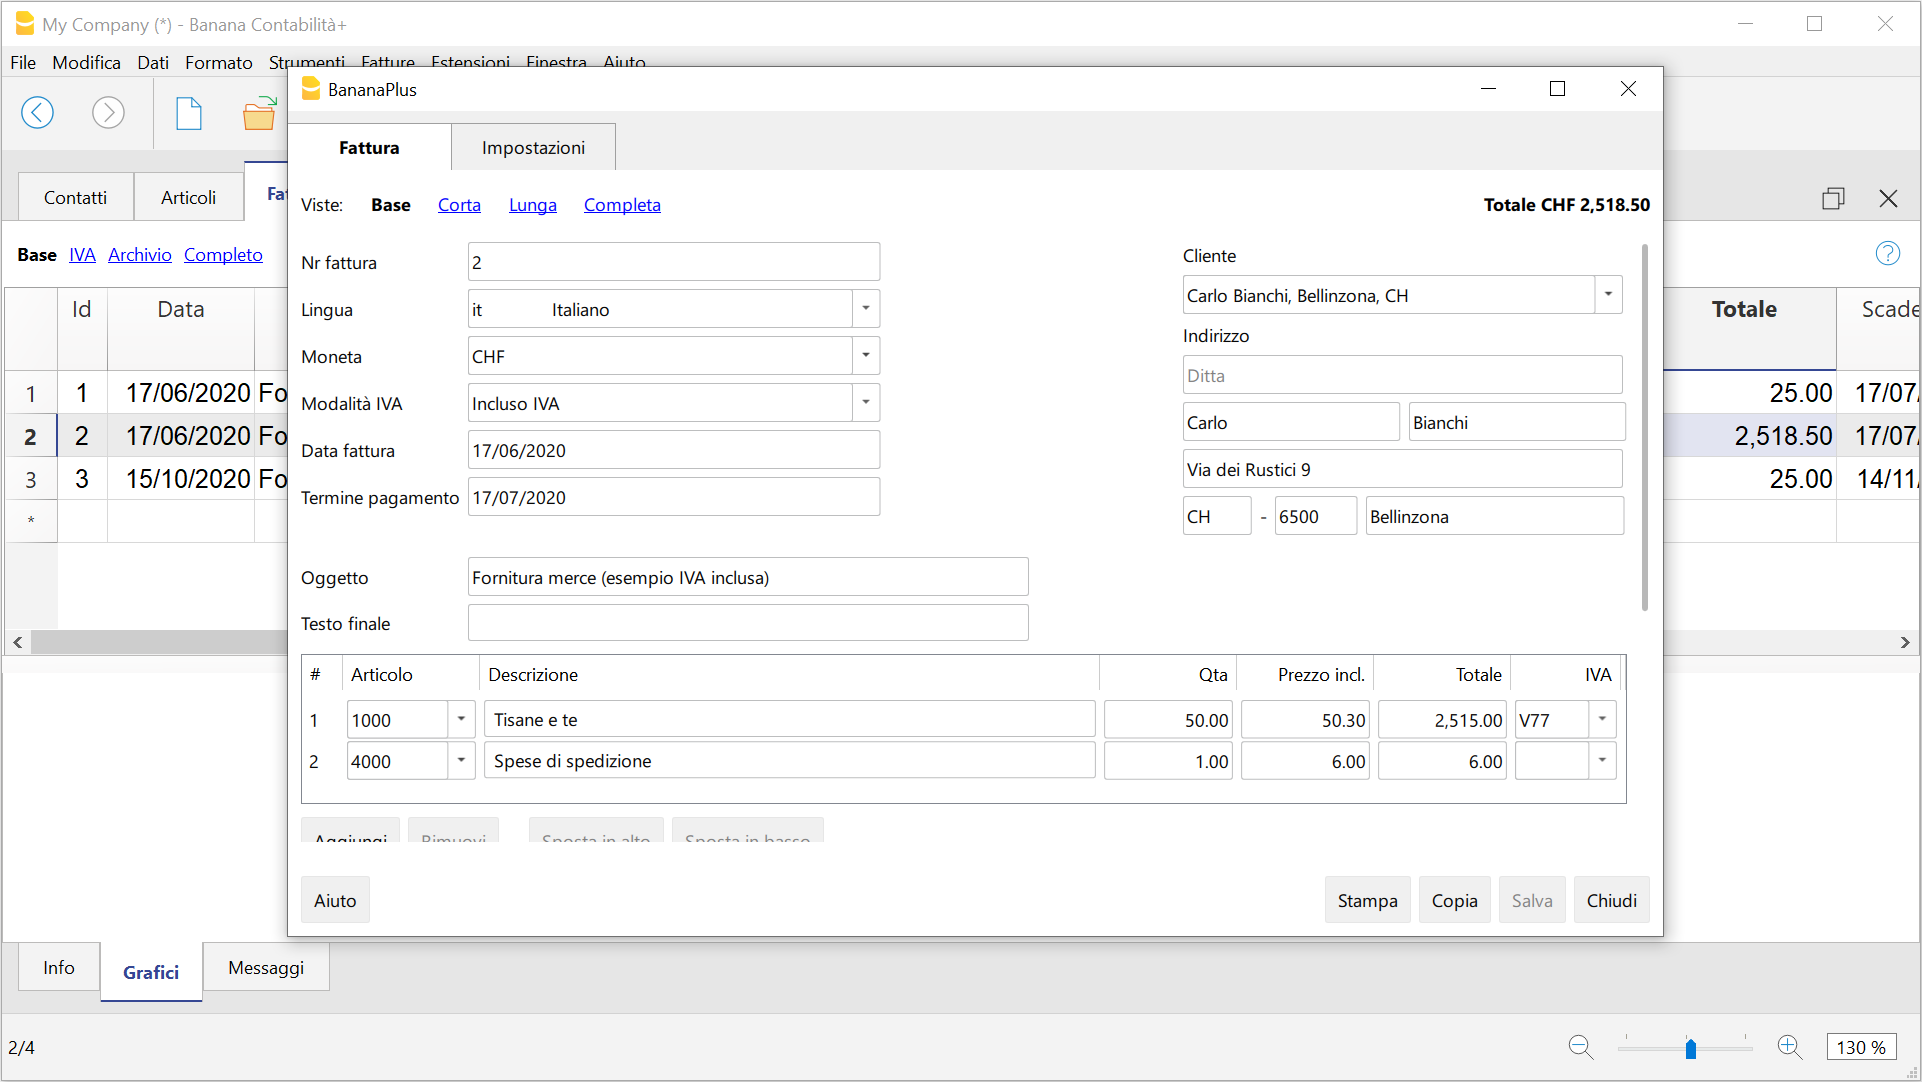 My Company (*) - Banana Contabilità+
File Modifica Dati Formato Strumenti Fatture Estensioni Finestra Aiuto
BananaPlus
Fattura Impostazioni
Contatti Articoli Fat
Viste: Base Corta Lunga Completa Totale CHF 2,518.50
Base IVA Archivio Completo
Nr fattura 2
Cliente
Carlo Bianchi, Bellinzona, CH
Lingua it Italiano
Indirizzo
Moneta CHF
Ditta
Modalità IVA Incluso IVA
Carlo Bianchi
Data fattura 17/06/2020
Via dei Rustici 9
Termine pagamento 17/07/2020
CH - 6500 Bellinzona
Oggetto Fornitura merce (esempio IVA inclusa)
Testo finale
# Articolo Descrizione Qta Prezzo incl. Totale IVA
1 1000 Tisane e te 50.00 50.30 2,515.00 V77
2 4000 Spese di spedizione 1.00 6.00 6.00
Aggiungi Rimuovi Sposta in alto Sposta in basso
Aiuto Stampa Copia Salva Chiudi
Id Data Totale Scade
1 1 17/06/2020 Fo 25.00 17/07/
2 2 17/06/2020 Fo 2,518.50 17/07/
3 3 15/10/2020 Fo 25.00 14/11/
*
Info Grafici Messaggi
2/4 130 %